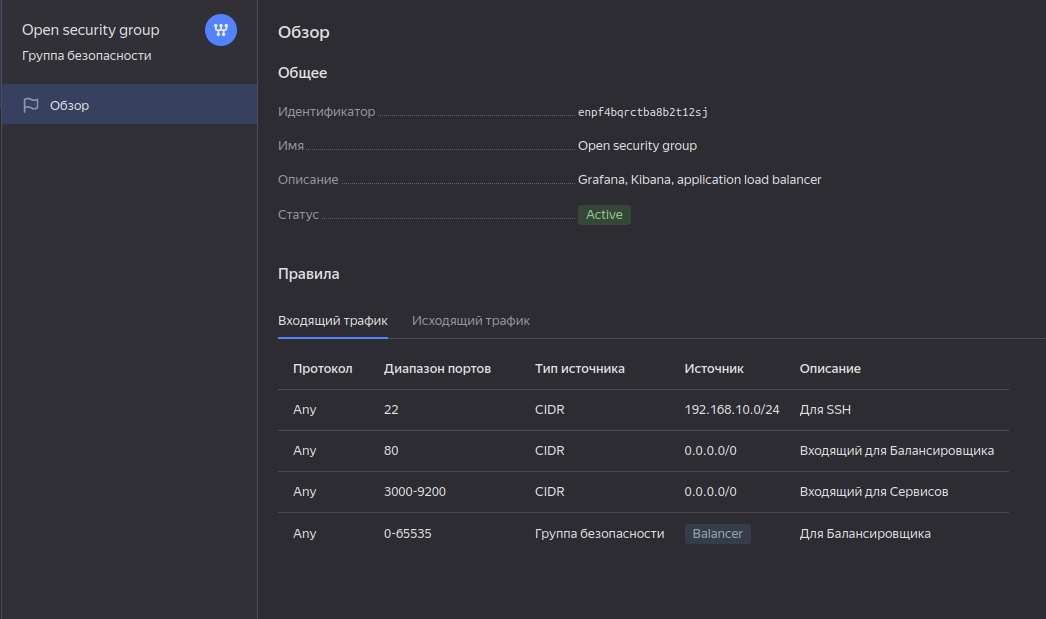 Open security group
Группа безопасности
Обзор
Обзор
Общее
Идентификатор enpf4bqrctba8b2t12sj
Имя Open security group
Описание Grafana, Kibana, application load balancer
Статус Active
Правила
Входящий трафик Исходящий трафик
Протокол Диапазон портов Тип источника Источник Описание
Any 22 CIDR 192.168.10.0/24 Для SSH
Any 80 CIDR 0.0.0.0/0 Входящий для Балансировщика
Any 3000-9200 CIDR 0.0.0.0/0 Входящий для Сервисов
Any 0-65535 Группа безопасности Balancer Для Балансировщика